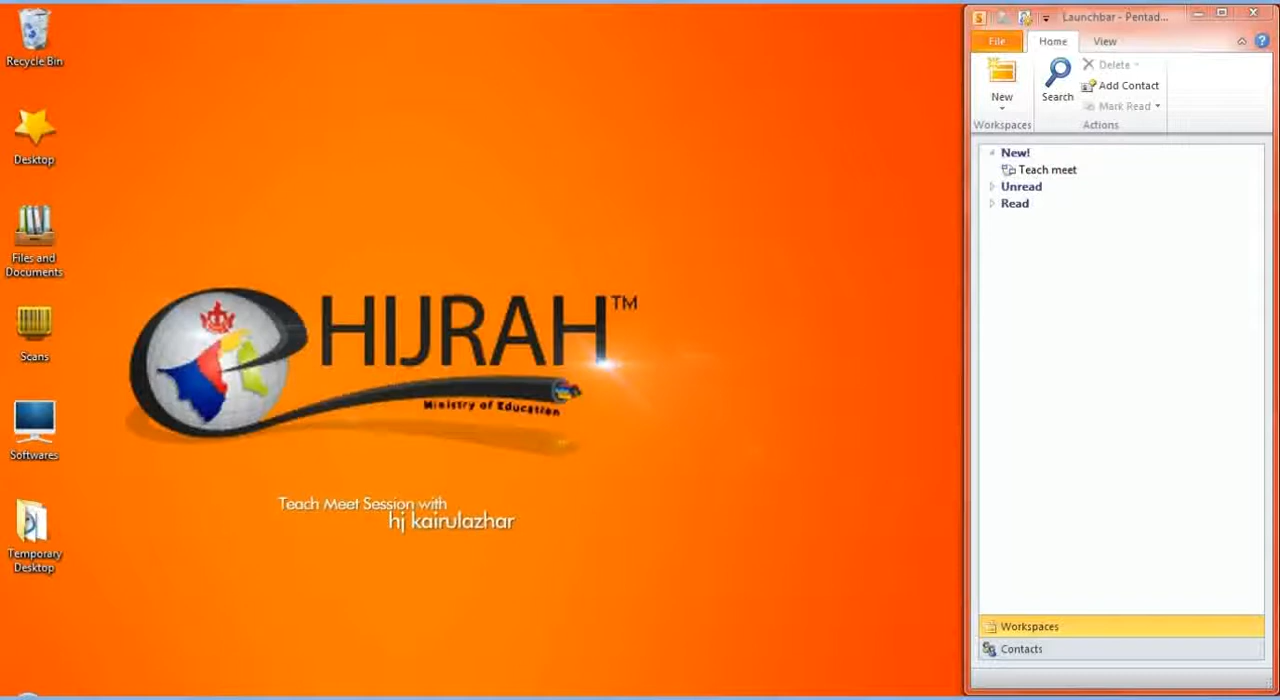 Recycle Bin
Desktop
Files and
Documents
Scans
Softwares
Temporary
Desktop
HIJRAH™
Ministry of Education
Teach Meet Session with
hj kairulazhar
Launchbar - Pentad...
File
Home
View
New
Search
Delete
Add Contact
Mark Read
Workspaces
Actions
New!
Teach meet
Unread
Read
Workspaces
Contacts